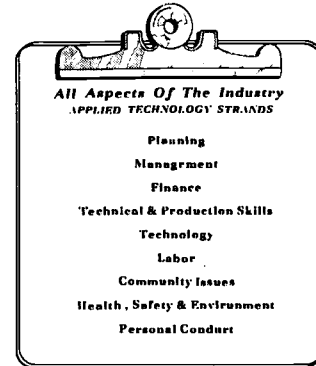 All Aspects Of The Industry
APPLIED TECHNOLOGY STRANDS
Planning
Management
Finance
Technical & Production Skills
Technology
Labor
Community Issues
Health, Safety & Environment
Personal Conduct